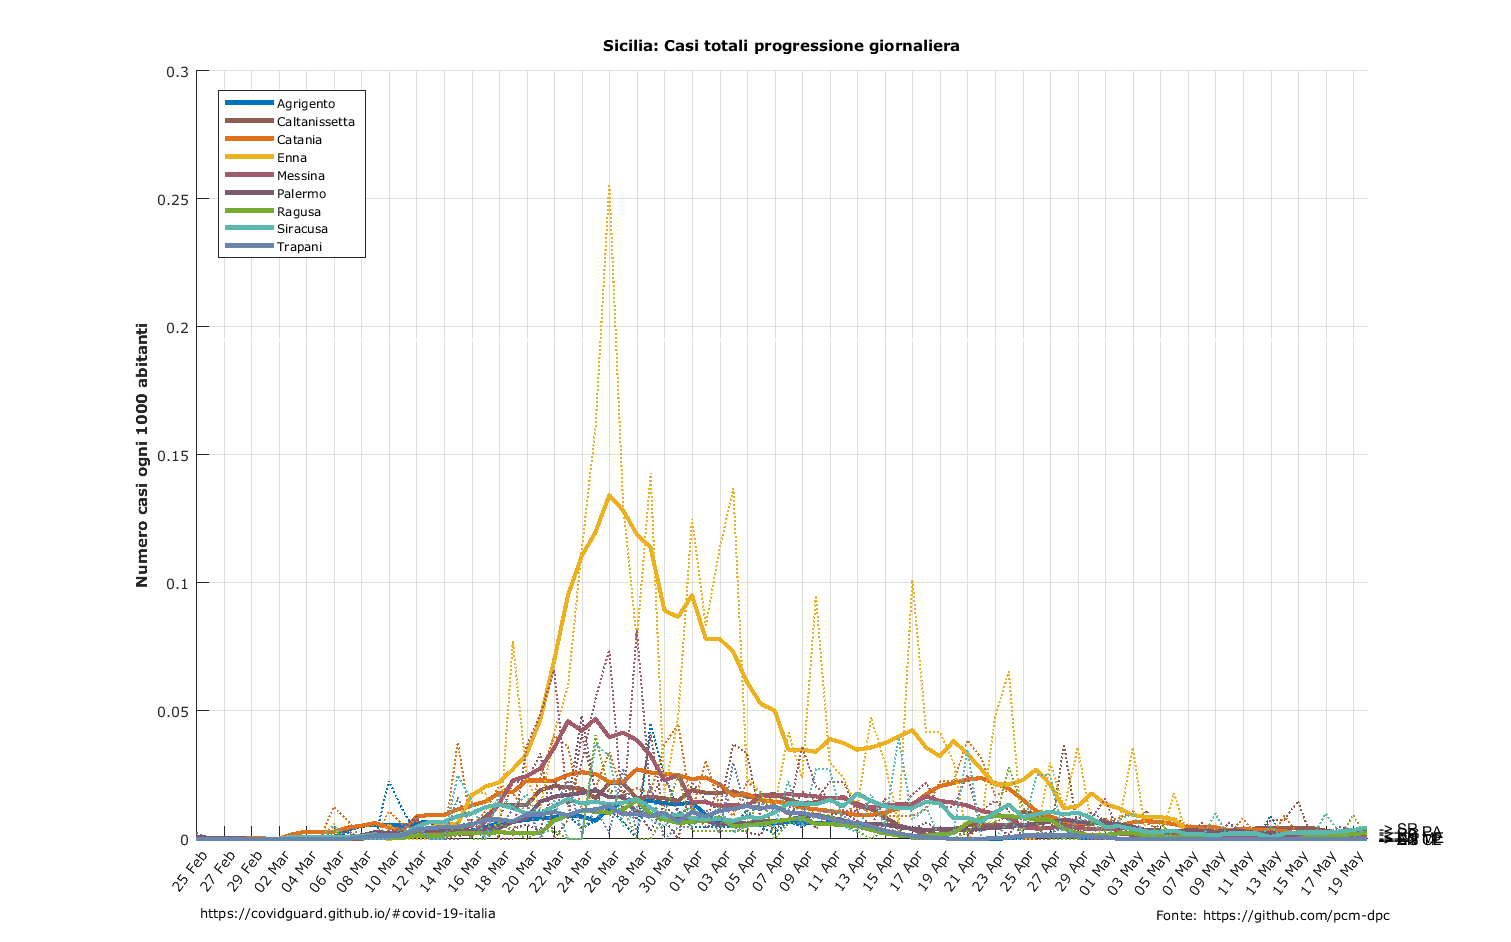 Sicilia: Casi totali progressione giornaliera
Numero casi ogni 1000 abitanti
0.3
0.25
0.2
0.15
0.1
0.05
0
Agrigento
Caltanissetta
Catania
Enna
Messina
Palermo
Ragusa
Siracusa
Trapani
25 Feb
27 Feb
29 Feb
02 Mar
04 Mar
06 Mar
08 Mar
10 Mar
12 Mar
14 Mar
16 Mar
18 Mar
20 Mar
22 Mar
24 Mar
26 Mar
28 Mar
30 Mar
01 Apr
03 Apr
05 Apr
07 Apr
09 Apr
11 Apr
13 Apr
15 Apr
17 Apr
19 Apr
21 Apr
23 Apr
25 Apr
27 Apr
29 Apr
01 May
03 May
05 May
07 May
09 May
11 May
13 May
15 May
17 May
19 May
https://covidguard.github.io/#covid-19-italia
Fonte: https://github.com/pcm-dpc